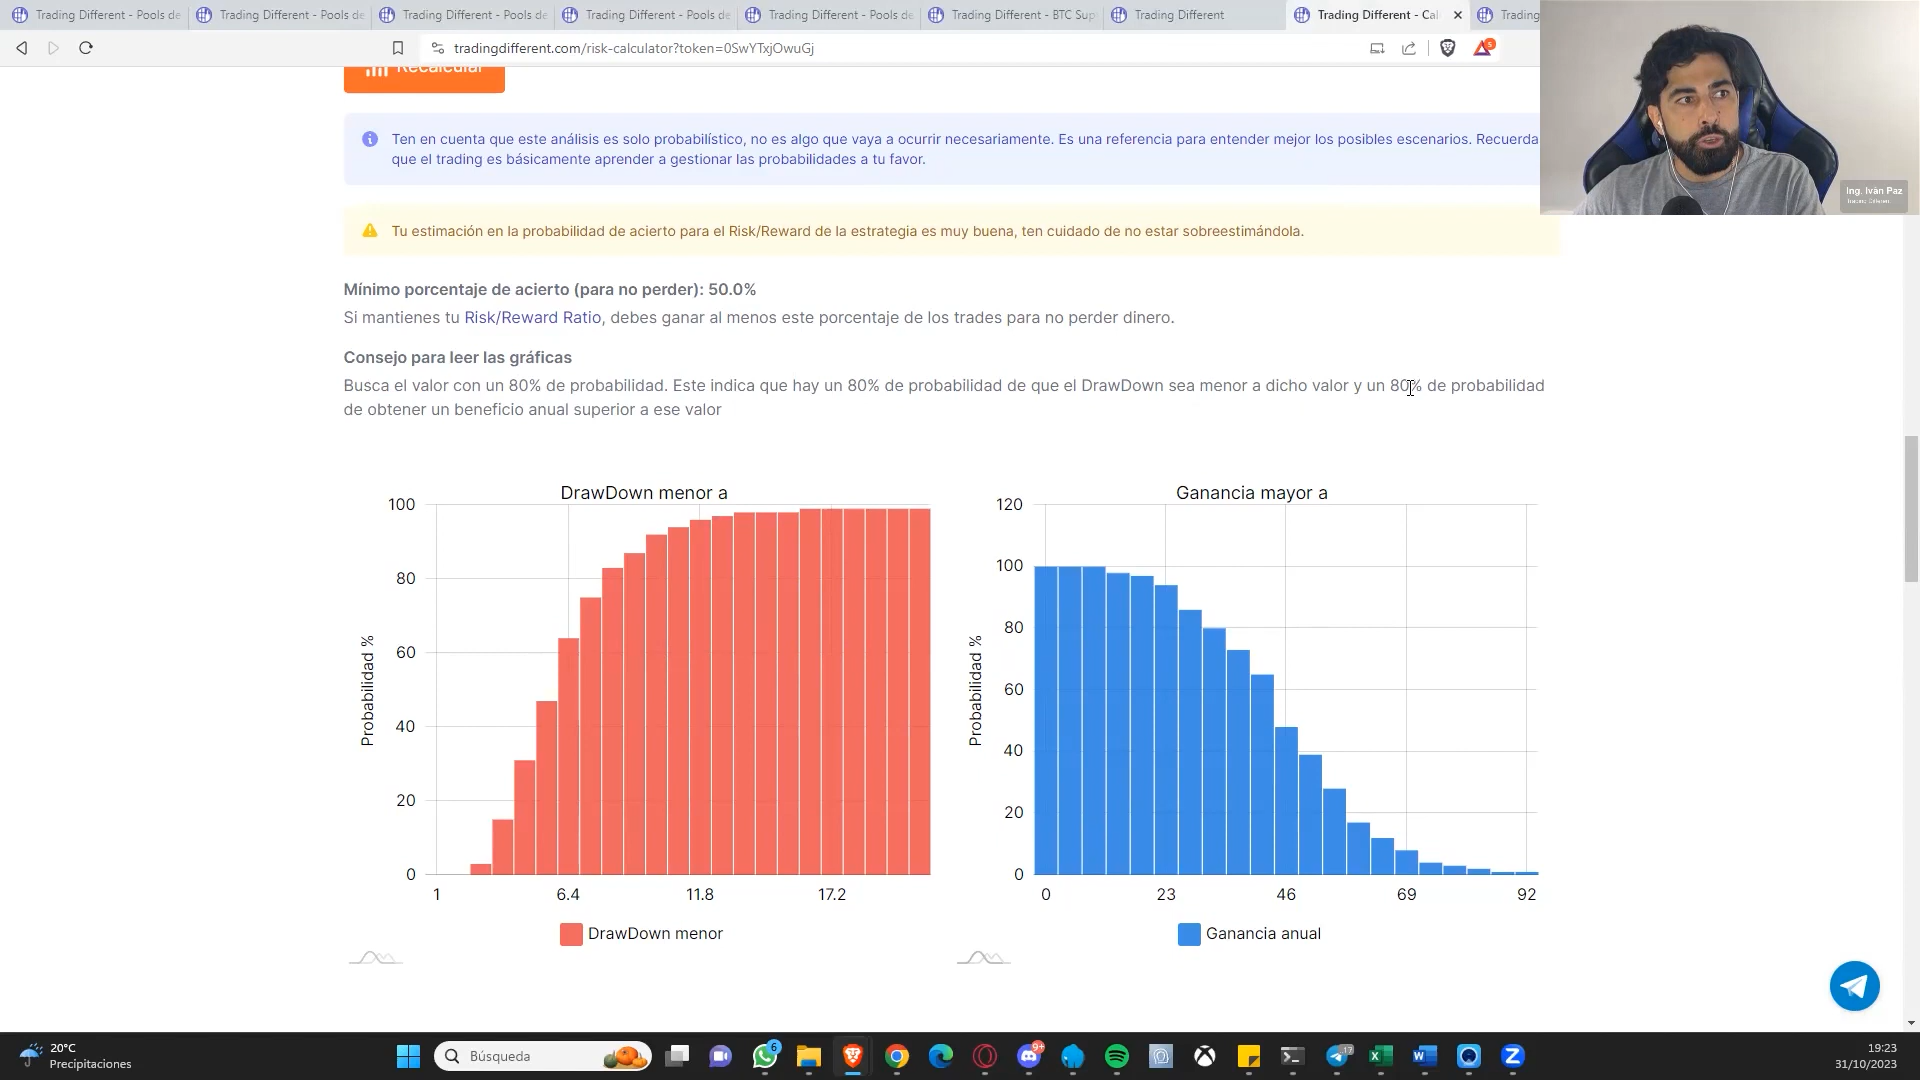 Trading Different - Pools de
Trading Different - Pools de
Trading Different - Pools de
Trading Different - Pools de
Trading Different - Pools de
Trading Different - BTC Sup
Trading Different
Trading Different - Cal
Trading
tradingdifferent.com/risk-calculator?token=0SwYTxjOwuGj
5
Recalcular
Ten en cuenta que este análisis es solo probabilístico, no es algo que vaya a ocurrir necesariamente. Es una referencia para entender mejor los posibles escenarios. Recuerda
que el trading es básicamente aprender a gestionar las probabilidades a tu favor.
Ing. Iván Paz
Tu estimación en la probabilidad de acierto para el Risk/Reward de la estrategia es muy buena, ten cuidado de no estar sobreestimándola.
Mínimo porcentaje de acierto (para no perder): 50.0%
Si mantienes tu Risk/Reward Ratio, debes ganar al menos este porcentaje de los trades para no perder dinero.
Consejo para leer las gráficas
Busca el valor con un 80% de probabilidad. Este indica que hay un 80% de probabilidad de que el DrawDown sea menor a dicho valor y un 80% de probabilidad
de obtener un beneficio anual superior a ese valor
DrawDown menor a
100
80
60
40
20
0
Probabilidad %
1 6.4 11.8 17.2
DrawDown menor
Ganancia mayor a
120
100
80
60
40
20
0
Probabilidad %
0 23 46 69 92
Ganancia anual
20°C
Precipitaciones
Búsqueda
6
9+
17
19:23
31/10/2023